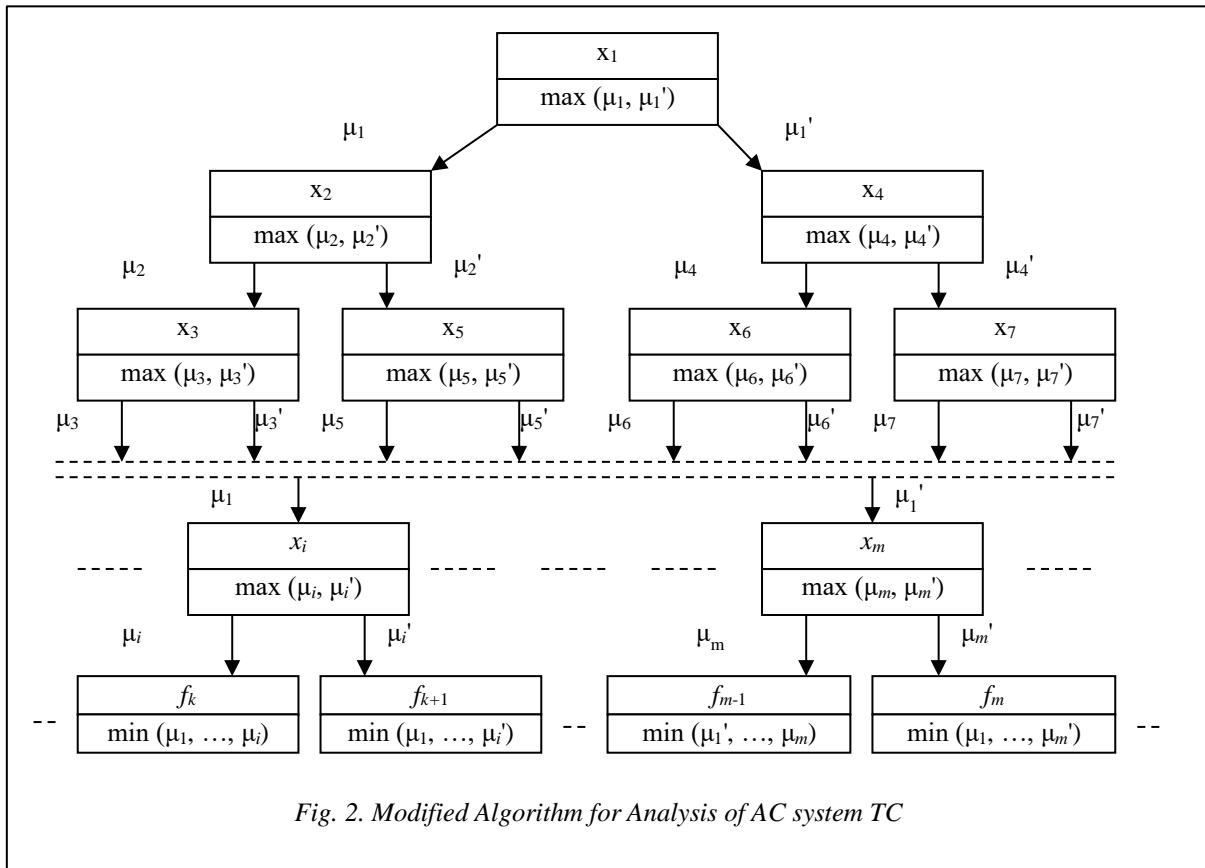 x₁
max (μ₁, μ₁')
μ₁ μ₁'
x₂ x₄
max (μ₂, μ₂') max (μ₄, μ₄')
μ₂ μ₂' μ₄ μ₄'
x₃ x₅ x₆ x₇
max (μ₃, μ₃') max (μ₅, μ₅') max (μ₆, μ₆') max (μ₇, μ₇')
μ₃ μ₃' μ₅ μ₅' μ₆ μ₆' μ₇ μ₇'
μ₁ μ₁'
xᵢ xₘ
max (μᵢ, μᵢ') max (μₘ, μₘ')
μᵢ μᵢ' μₘ μₘ'
fₖ fₖ₊₁ fₘ₋₁ fₘ
min (μ₁, …, μᵢ) min (μ₁, …, μᵢ') min (μ₁', …, μₘ) min (μ₁, …, μₘ')
Fig. 2. Modified Algorithm for Analysis of AC system TC